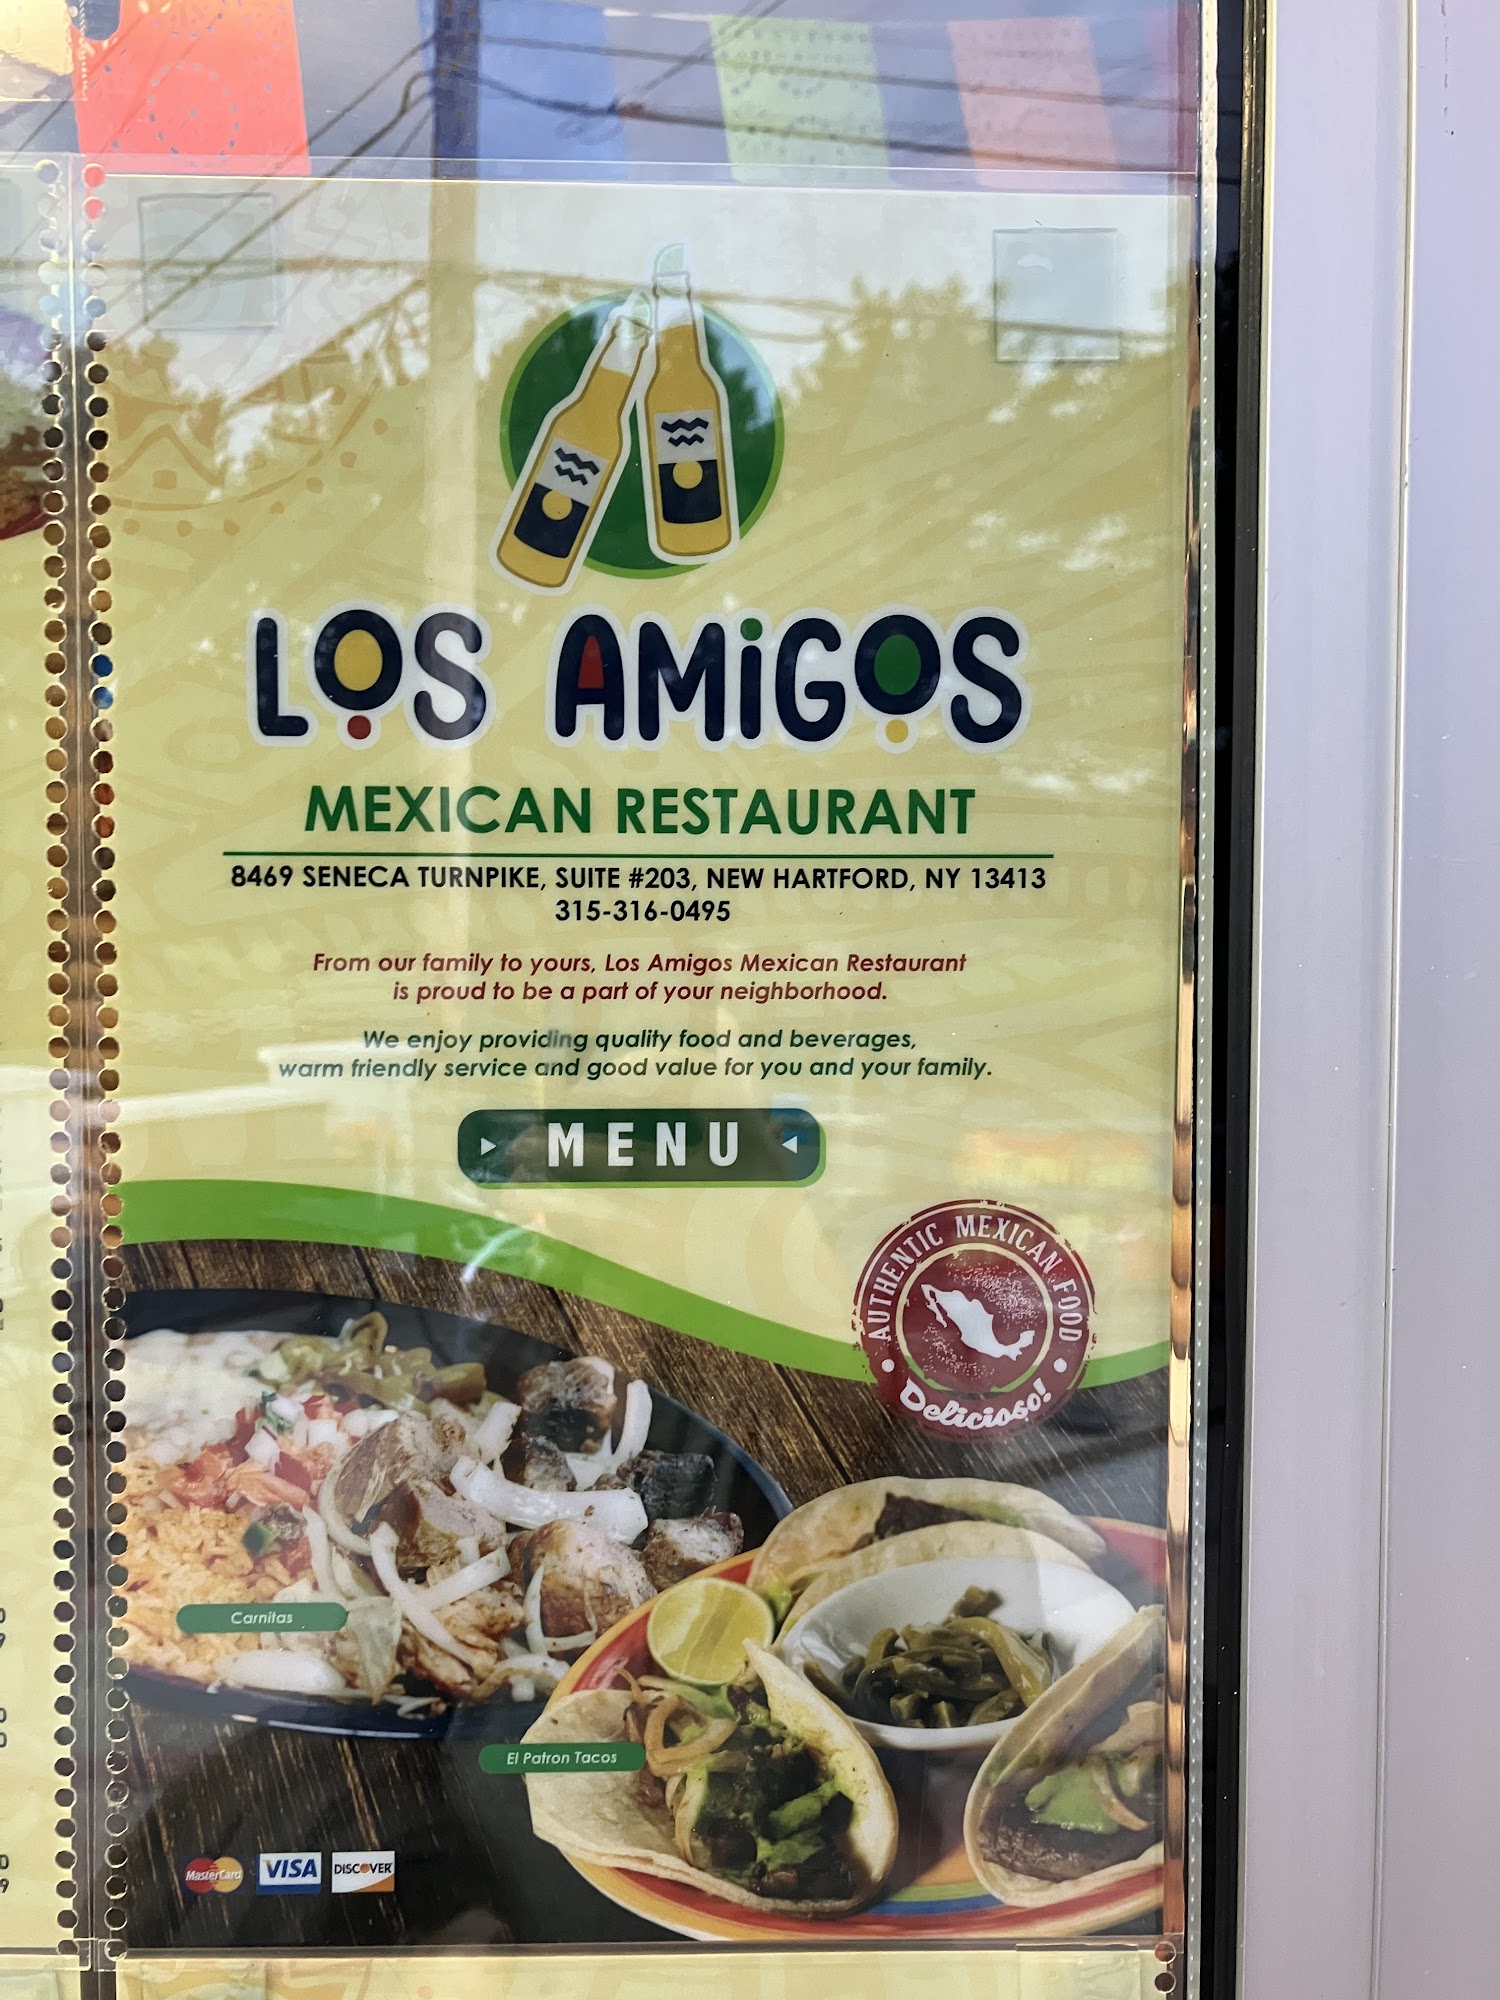 LOS AMiGOS
MEXICAN RESTAURANT
8469 SENECA TURNPIKE, SUITE #203, NEW HARTFORD, NY 13413
315-316-0495
From our family to yours, Los Amigos Mexican Restaurant
is proud to be a part of your neighborhood.
We enjoy providing quality food and beverages,
warm friendly service and good value for you and your family.
MENU
AUTHENTIC MEXICAN FOOD
Delicioso!
Carnitas
El Patron Tacos
MasterCard VISA DISCOVER